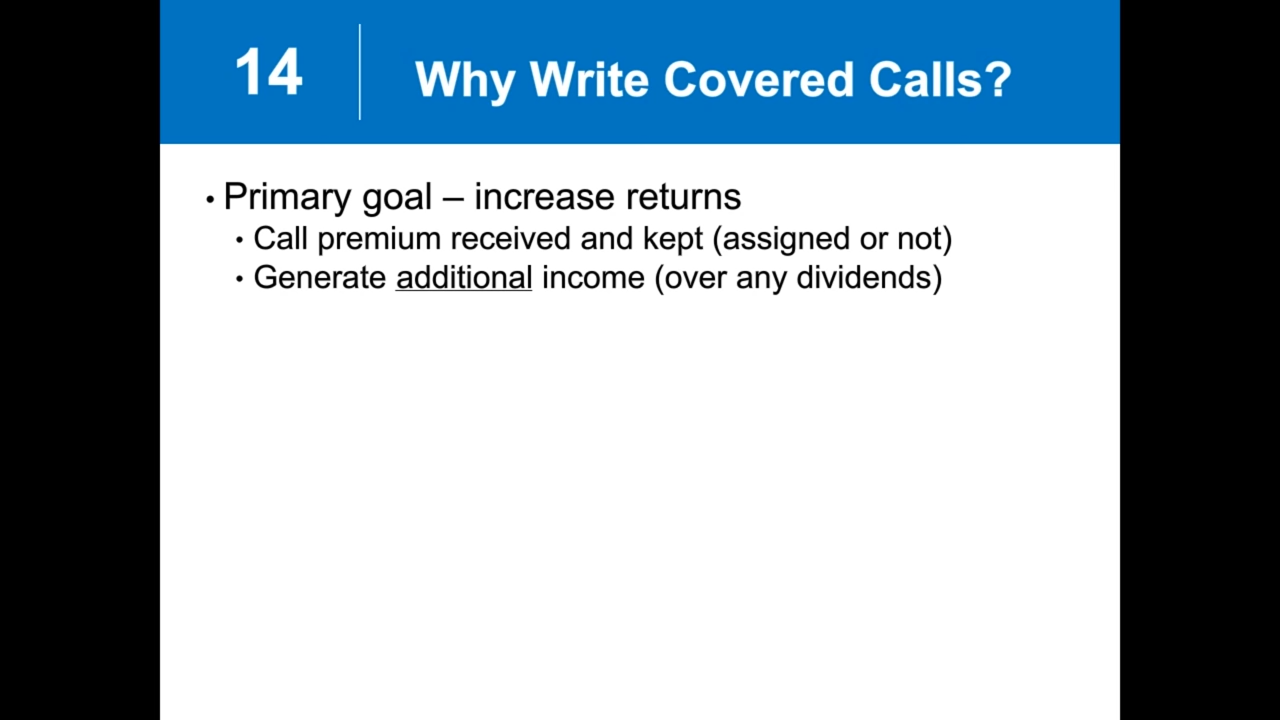 14
Why Write Covered Calls?
• Primary goal – increase returns
• Call premium received and kept (assigned or not)
• Generate additional income (over any dividends)